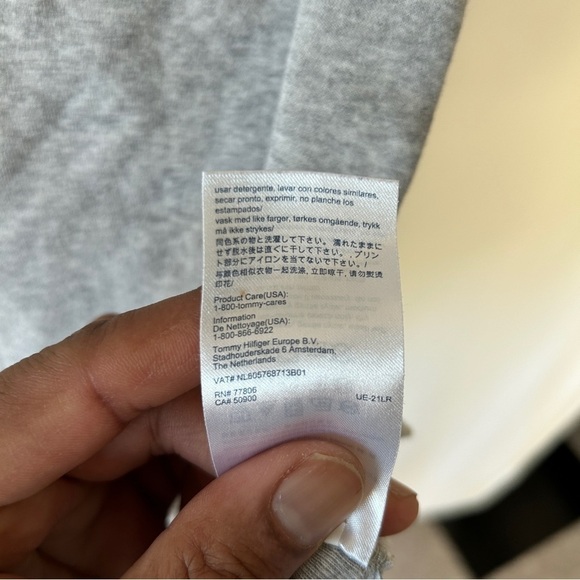 usar detergente, lavar con colores similares,
secar pronto, exprimir, no planche los
estampados/
vask med like farger, tørkes omgående, trykk
må ikke strykes/
同色系の物と洗濯して下さい。濡れたままに
せず脱水後は直ぐに干して下さい。, プリン
ト部分にアイロンを当てないで下さい。/
与颜色相似衣物一起洗涤, 立即晾干, 请勿熨烫
印花/
Product Care(USA):
1-800-tommy-cares
Information
De Nettoyage(USA):
1-800-866-6922
Tommy Hilfiger Europe B.V.
Stadhouderskade 6 Amsterdam,
The Netherlands
VAT# NL805768713B01
RN# 77806
CA# 50900 UE-21LR